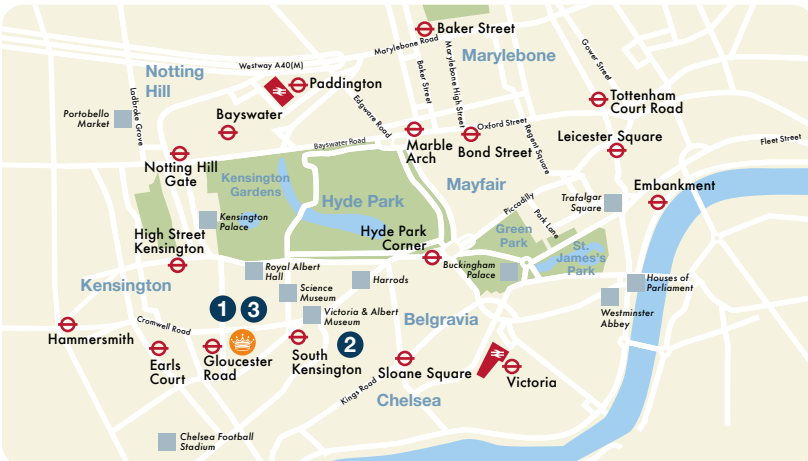 Baker Street
Marylebone Road
Marylebone
Gower Street
Westway A40(M)
Notting
Hill
Paddington
Baker Street
Marylebone High Street
Ladbroke Grove
Portobello
Market
Bayswater
Edgware Road
Tottenham
Court Road
Oxford Street
Regent Square
Leicester Square
Fleet Street
Bayswater Road
Marble
Arch
Bond Street
Notting Hill
Gate
Kensington
Gardens
Mayfair
Embankment
Hyde Park
Piccadilly
Park Lane
Trafalgar
Square
Kensington
Palace
High Street
Kensington
Hyde Park
Corner
Green
Park
St.
James's
Park
Buckingham
Palace
Royal Albert
Hall
Harrods
Science
Museum
Houses of
Parliament
Kensington
1
3
Victoria & Albert
Museum
Westminster
Abbey
Belgravia
Hammersmith
Cromwell Road
Earls
Court
Gloucester
Road
South
Kensington
2
Sloane Square
Victoria
Kings Road
Chelsea
Chelsea Football
Stadium